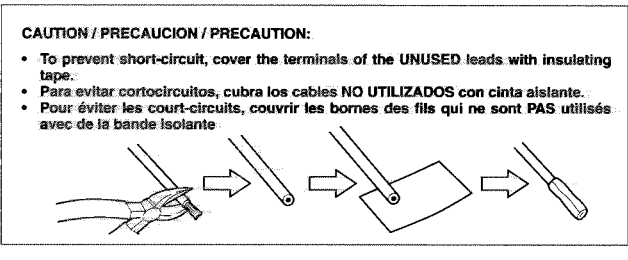 CAUTION / PRECAUCION / PRECAUTION:
• To prevent short-circuit, cover the terminals of the UNUSED leads with insulating
tape.
• Para evitar cortocircuitos, cubra los cables NO UTILIZADOS con cinta aislante.
• Pour éviter les court-circuits, couvrir les bornes des fils qui ne sont PAS utilisés
avec de la bande isolante